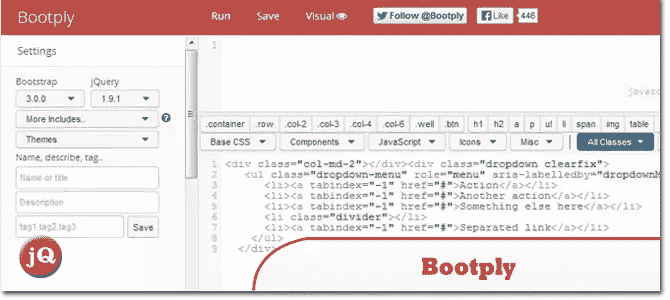 Bootply Run Save Visual Follow @Bootply Like 446
Settings
Bootstrap jQuery
3.0.0 1.9.1
More Includes..
Themes
Name, describe, tag..
Name or title
Description
tag1,tag2,tag3 Save
1
javasc
.container .row .col-2 .col-3 .col-4 .col-6 .well .btn h1 h2 a p ul li span img table
Base CSS Components JavaScript Icons Misc All Classes
1 <div class="col-md-2"></div><div class="dropdown clearfix">
2 <ul class="dropdown-menu" role="menu" aria-labelledby="dropdownM
3 <li><a tabindex="-1" href="#">Action</a></li>
4 <li><a tabindex="-1" href="#">Another action</a></li>
5 <li><a tabindex="-1" href="#">Something else here</a></li>
6 <li class="divider"></li>
7 <li><a tabindex="-1" href="#">Separated link</a></li>
8 </ul>
9 </div>
jQ
Bootply